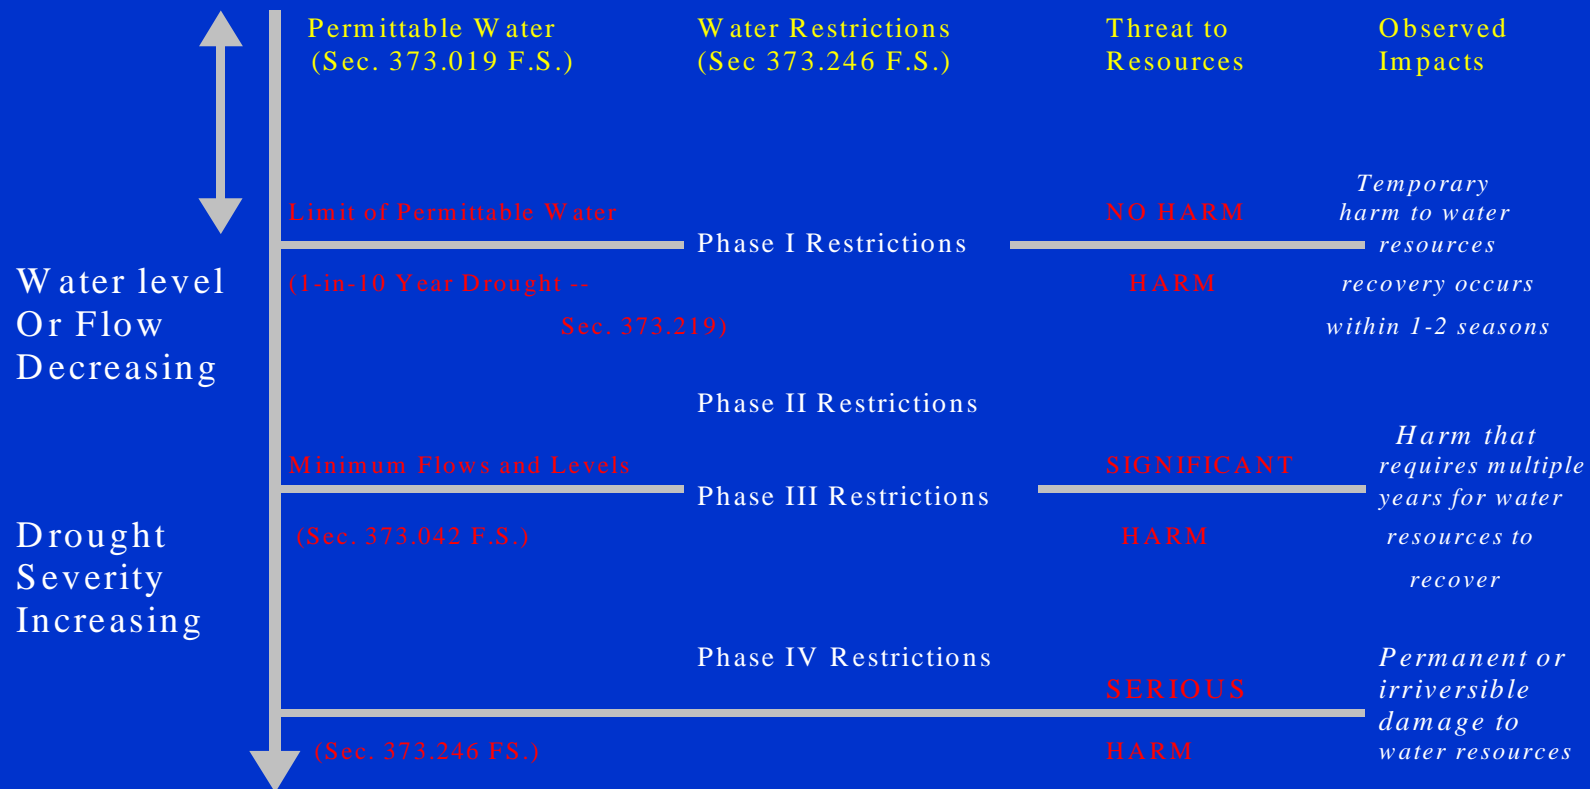 Permittable Water
(Sec. 373.019 F.S.)
Water Restrictions
(Sec 373.246 F.S.)
Threat to
Resources
Observed
Impacts
Water level
Or Flow
Decreasing
Drought
Severity
Increasing
Limit of Permittable Water
(1-in-10 Year Drought --
Sec. 373.219)
Phase I Restrictions
NO HARM
HARM
Temporary
harm to water
resources
recovery occurs
within 1-2 seasons
Phase II Restrictions
Minimum Flows and Levels
(Sec. 373.042 F.S.)
Phase III Restrictions
SIGNIFICANT
HARM
Harm that
requires multiple
years for water
resources to
recover
Phase IV Restrictions
(Sec. 373.246 FS.)
SERIOUS
HARM
Permanent or
irriversible
damage to
water resources